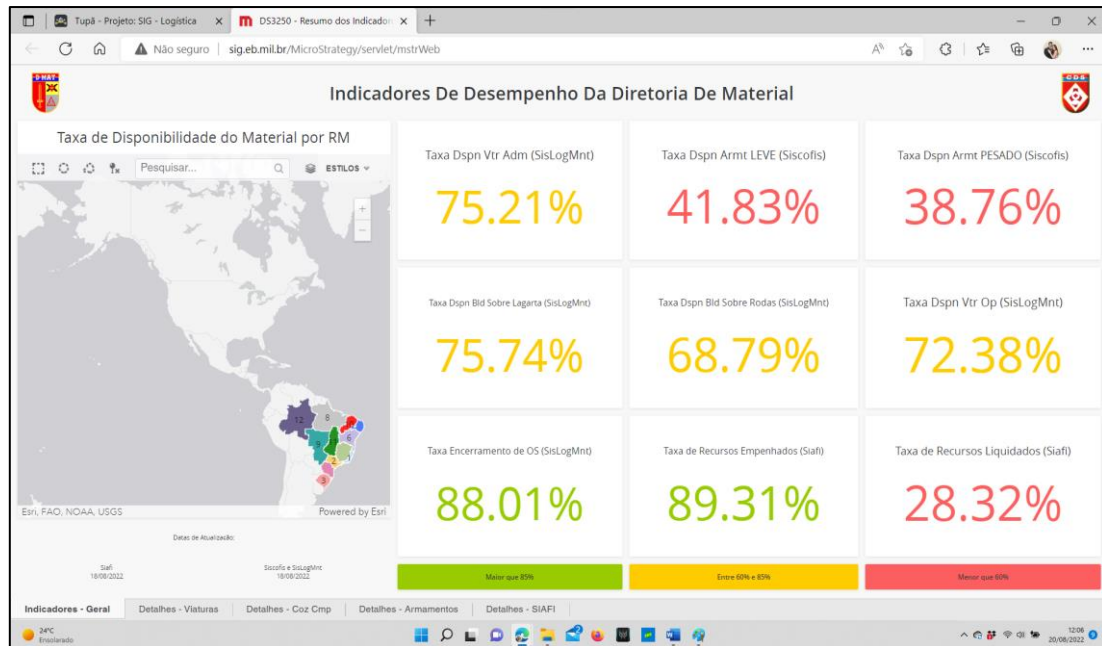 Tupã - Projeto: SIG - Logística
DS3250 - Resumo dos Indicador
Não seguro
sig.eb.mil.br/MicroStrategy/servlet/mstrWeb
D MAT
Indicadores De Desempenho Da Diretoria De Material
Taxa de Disponibilidade do Material por RM
Pesquisar...
ESTILOS
12
8
9
6
2
3
Esri, FAO, NOAA, USGS
Powered by Esri
Datas de Atualização:
Siafi
18/08/2022
Siscofis e SisLogMnt
18/08/2022
Taxa Dspn Vtr Adm (SisLogMnt)
75.21%
Taxa Dspn Armt LEVE (Siscofis)
41.83%
Taxa Dspn Armt PESADO (Siscofis)
38.76%
Taxa Dspn Bld Sobre Lagarta (SisLogMnt)
75.74%
Taxa Dspn Bld Sobre Rodas (SisLogMnt)
68.79%
Taxa Dspn Vtr Op (SisLogMnt)
72.38%
Taxa Encerramento de OS (SisLogMnt)
88.01%
Taxa de Recursos Empenhados (Siafi)
89.31%
Taxa de Recursos Liquidados (Siafi)
28.32%
Maior que 85%
Entre 60% e 85%
Menor que 60%
Indicadores - Geral
Detalhes - Viaturas
Detalhes - Coz Cmp
Detalhes - Armamentos
Detalhes - SIAFI
24°C
Ensolarado
12:06
20/08/2022